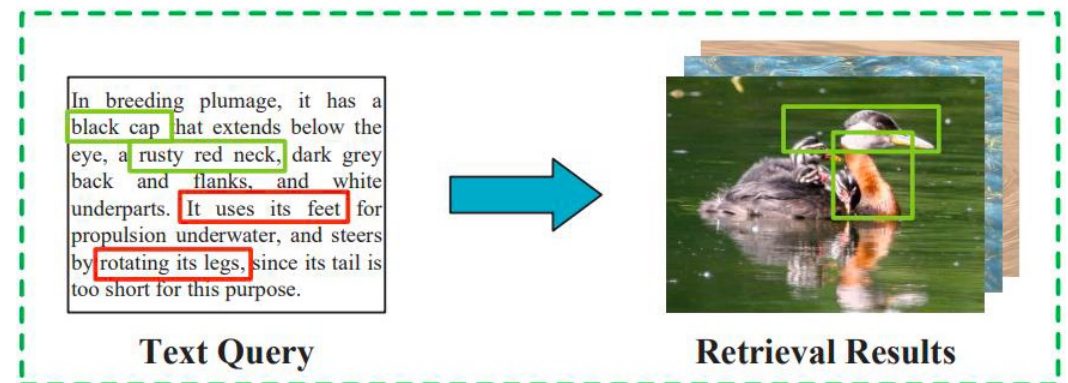 In breeding plumage, it has a
black cap that extends below the
eye, a rusty red neck, dark grey
back and flanks, and white
underparts. It uses its feet for
propulsion underwater, and steers
by rotating its legs, since its tail is
too short for this purpose.
Text Query
Retrieval Results